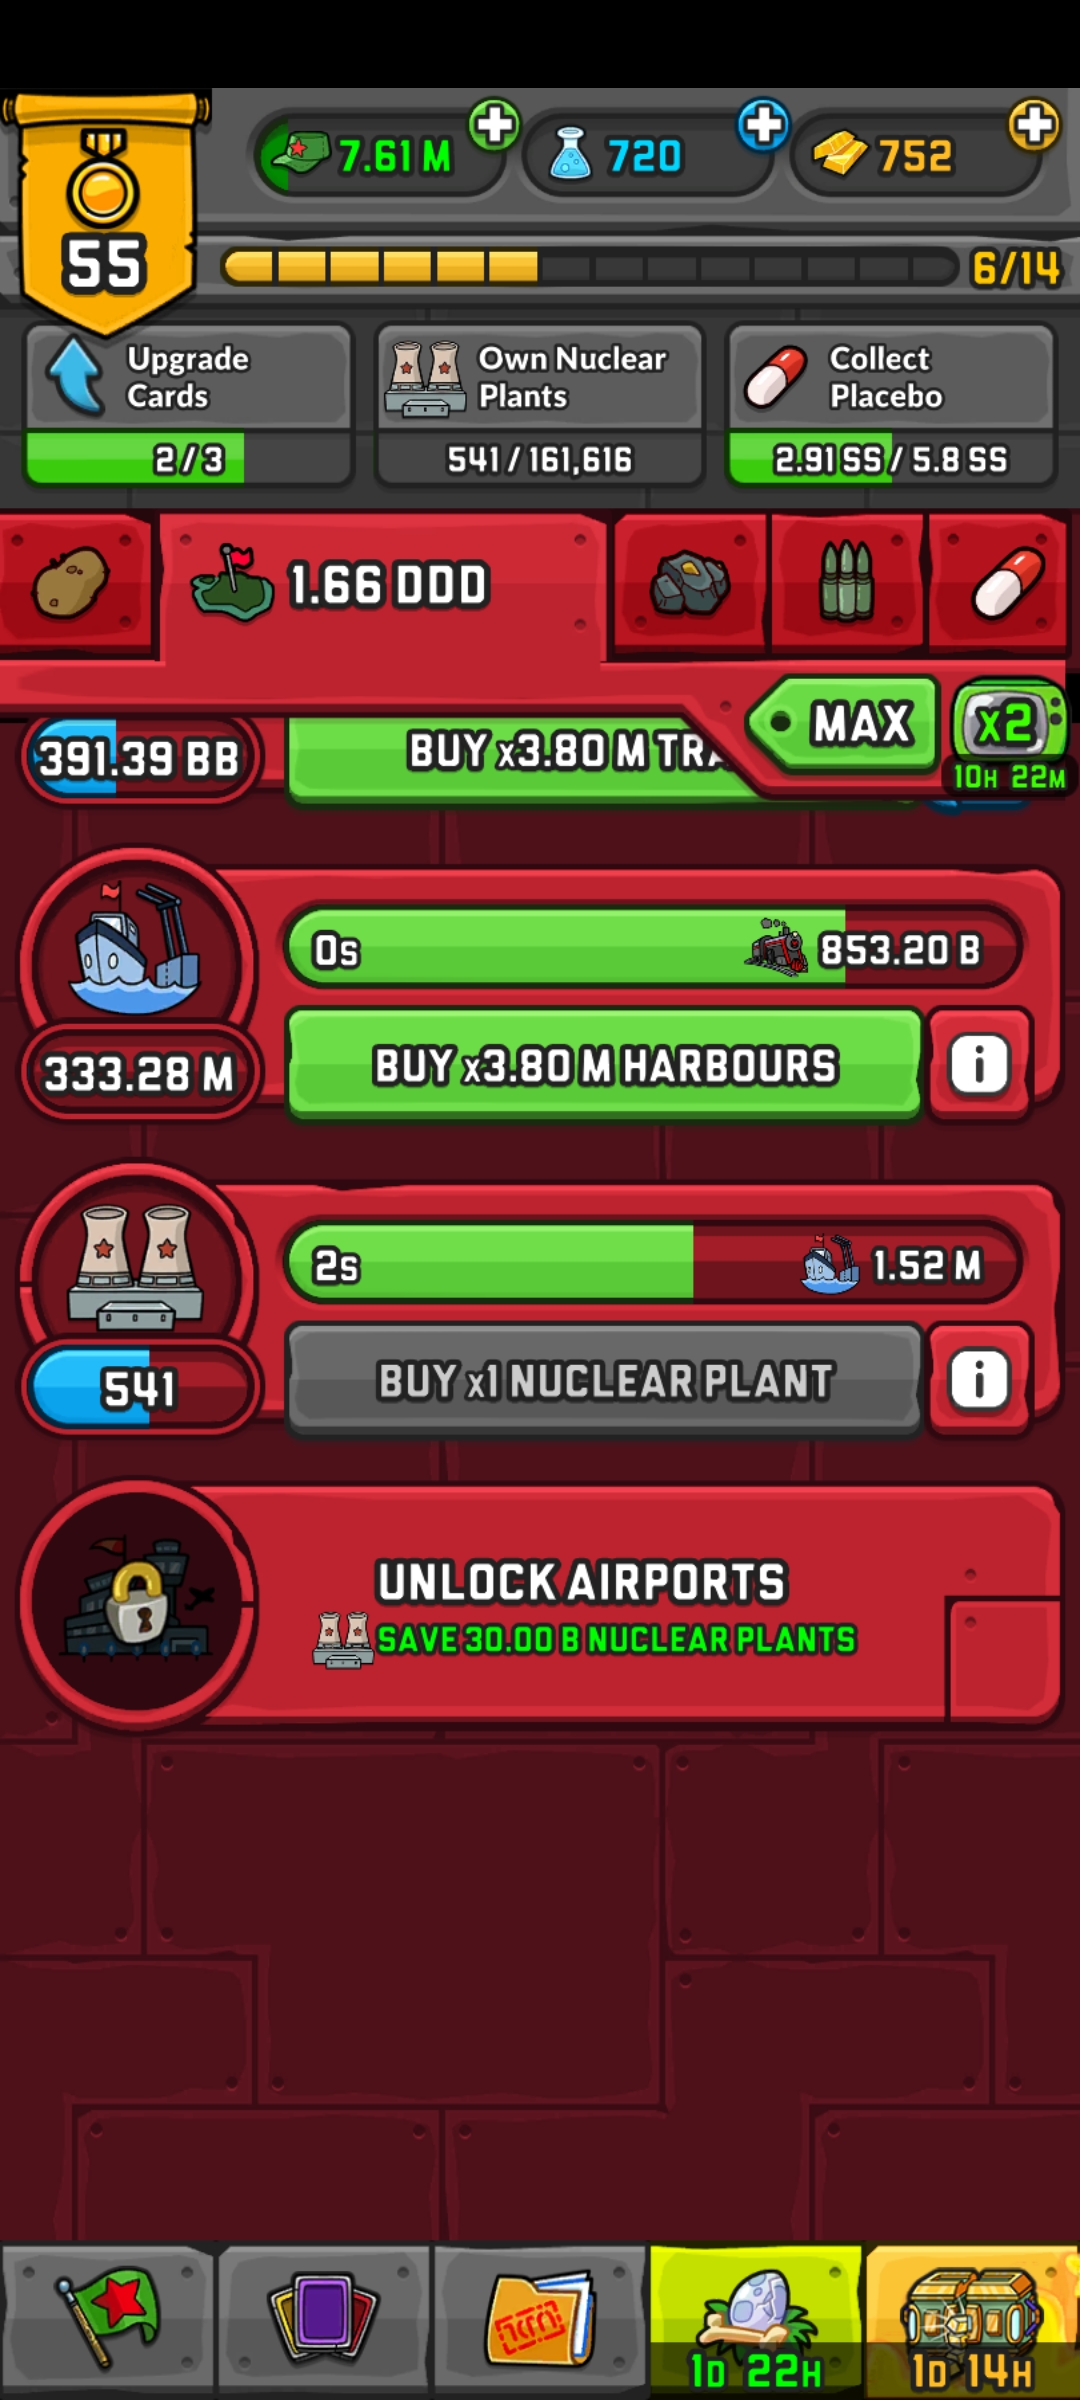 7.61 M
720
752
55
6/14
Upgrade
Cards
2/3
Own Nuclear
Plants
541/161,616
Collect
Placebo
2.91 SS/5.8 SS
1.66 DDD
MAX
x2
10H 22M
391.39 BB
BUY x3.80 M
0s
853.20 B
333.28 M
BUY x3.80 M HARBOURS
i
2s
1.52 M
541
BUY x1 NUCLEAR PLANT
i
UNLOCK AIRPORTS
SAVE 30.00 B NUCLEAR PLANTS
1D 22H
1D 14H